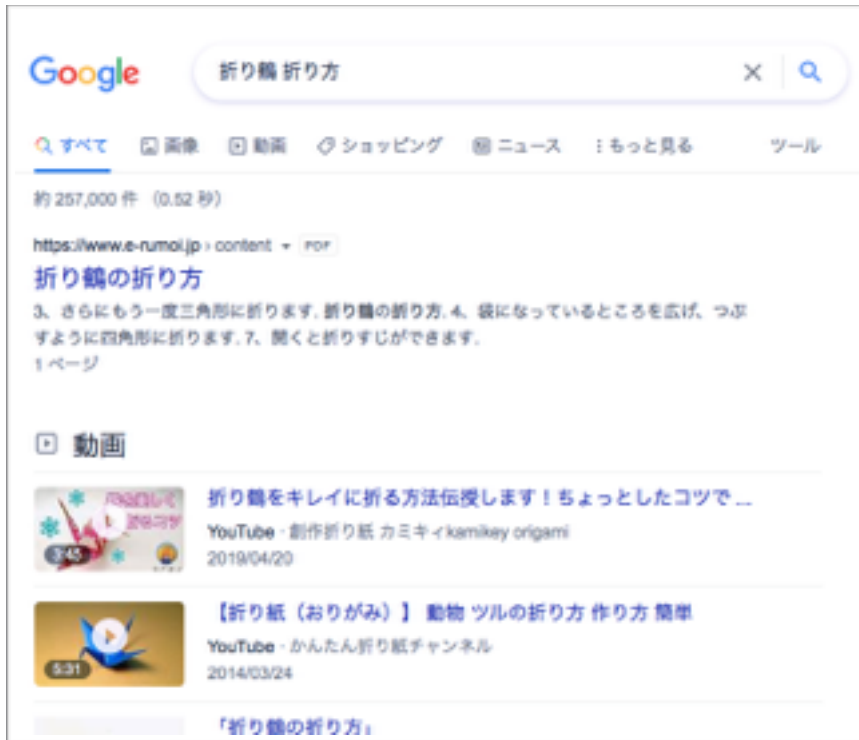 Google
折り鶴 折り方
すべて 画像 動画 ショッピング ニュース もっと見る ツール
約 257,000 件 （0.52 秒）
https://www.e-rumoi.jp › content PDF
折り鶴の折り方
3、さらにもう一度三角形に折ります. 折り鶴の折り方. 4、袋になっているところを広げ、つぶ
すように四角形に折ります. 7、開くと折りすじができます.
1 ページ
動画
折り鶴をキレイに折る方法伝授します！ちょっとしたコツで ...
YouTube · 創作折り紙 カミキィkamikey origami
2019/04/20
3:45
【折り紙（おりがみ）】 動物 ツルの折り方 作り方 簡単
YouTube · かんたん折り紙チャンネル
2014/03/24
5:31
「折り鶴の折り方」